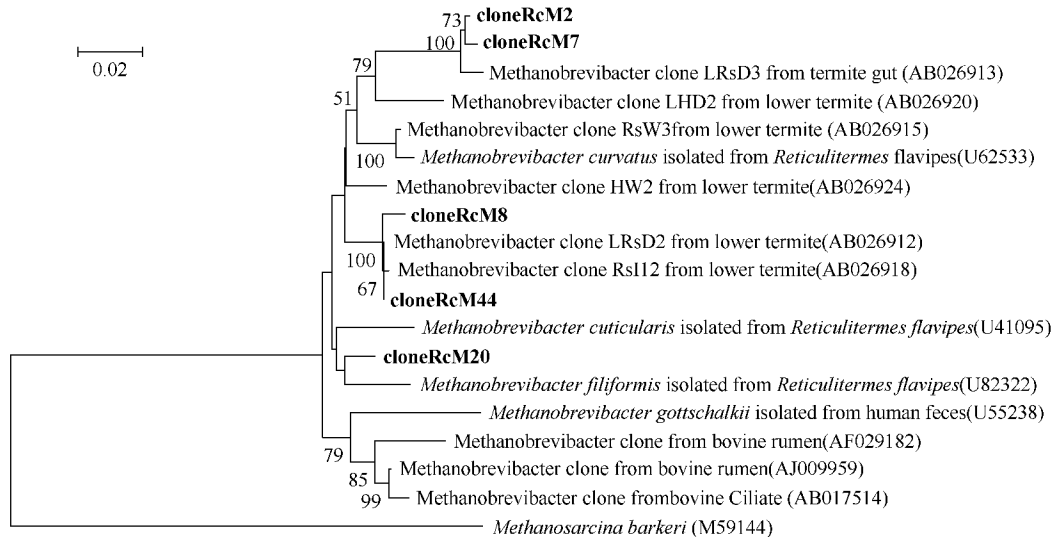 73
cloneRcM2
100
cloneRcM7
0.02
79
Methanobrevibacter clone LRsD3 from termite gut (AB026913)
51
Methanobrevibacter clone LHD2 from lower termite (AB026920)
Methanobrevibacter clone RsW3from lower termite (AB026915)
100
Methanobrevibacter curvatus isolated from Reticulitermes flavipes(U62533)
Methanobrevibacter clone HW2 from lower termite(AB026924)
cloneRcM8
Methanobrevibacter clone LRsD2 from lower termite(AB026912)
100
Methanobrevibacter clone RsI12 from lower termite(AB026918)
67
cloneRcM44
Methanobrevibacter cuticularis isolated from Reticulitermes flavipes(U41095)
cloneRcM20
Methanobrevibacter filiformis isolated from Reticulitermes flavipes(U82322)
Methanobrevibacter gottschalkii isolated from human feces(U55238)
79
Methanobrevibacter clone from bovine rumen(AF029182)
85
Methanobrevibacter clone from bovine rumen(AJ009959)
99
Methanobrevibacter clone frombovine Ciliate (AB017514)
Methanosarcina barkeri (M59144)